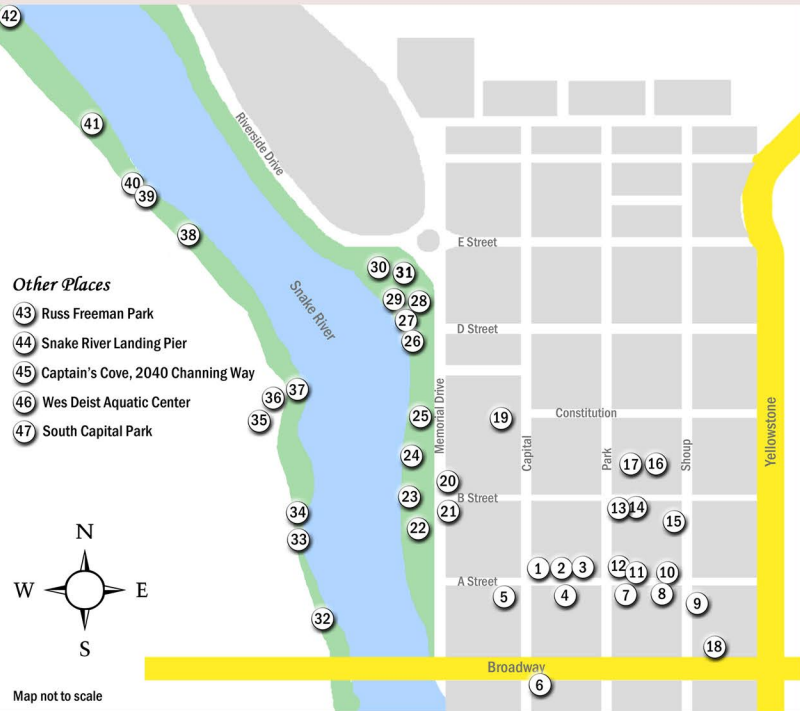 42
41
40
39
38
Riverside Drive
30
31
29
28
27
26
E Street
D Street
Snake River
Other Places
43 Russ Freeman Park
44 Snake River Landing Pier
45 Captain's Cove, 2040 Channing Way
46 Wes Deist Aquatic Center
47 South Capital Park
37
36
35
25
24
23
22
Memorial Drive
19
Constitution
Capital
Park
Shoup
Yellowstone
17
16
20
B Street
21
13
14
15
34
33
32
1
2
3
12
11
10
A Street
5
4
7
8
9
18
Broadway
6
N
W
E
S
Map not to scale